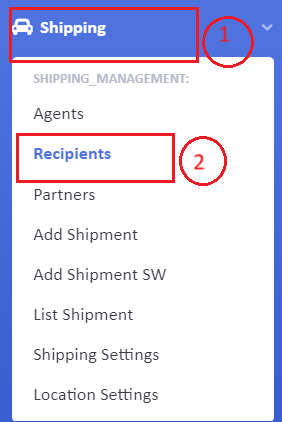 Shipping
1
SHIPPING_MANAGEMENT:
Agents
Recipients
2
Partners
Add Shipment
Add Shipment SW
List Shipment
Shipping Settings
Location Settings